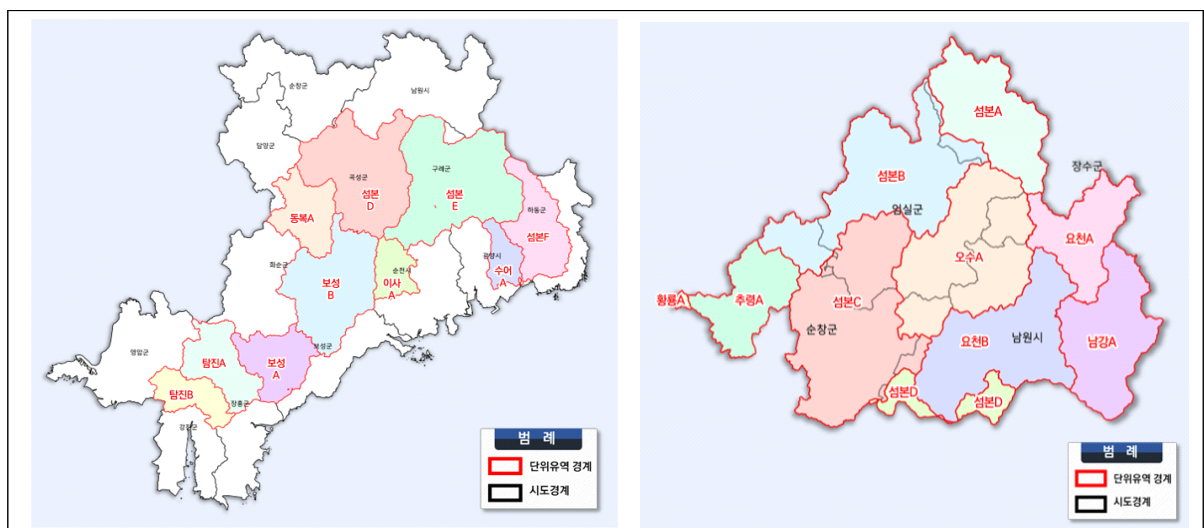 순창군
남원시
담양군
곡성군
구례군
섬본
D
섬본
E
동복A
하동군
섬본F
화순군
광양시
수어
A
순천시
이사
A
보성
B
보성군
영암군
탐진A
보성
A
탐진B
장흥군
강진군
범 례
단위유역 경계
시도경계
섬본A
장수군
섬본B
임실군
요천A
오수A
황룡A
추령A
섬본C
순창군
요천B
남원시
남강A
섬본D
섬본D
범 례
단위유역 경계
시도경계